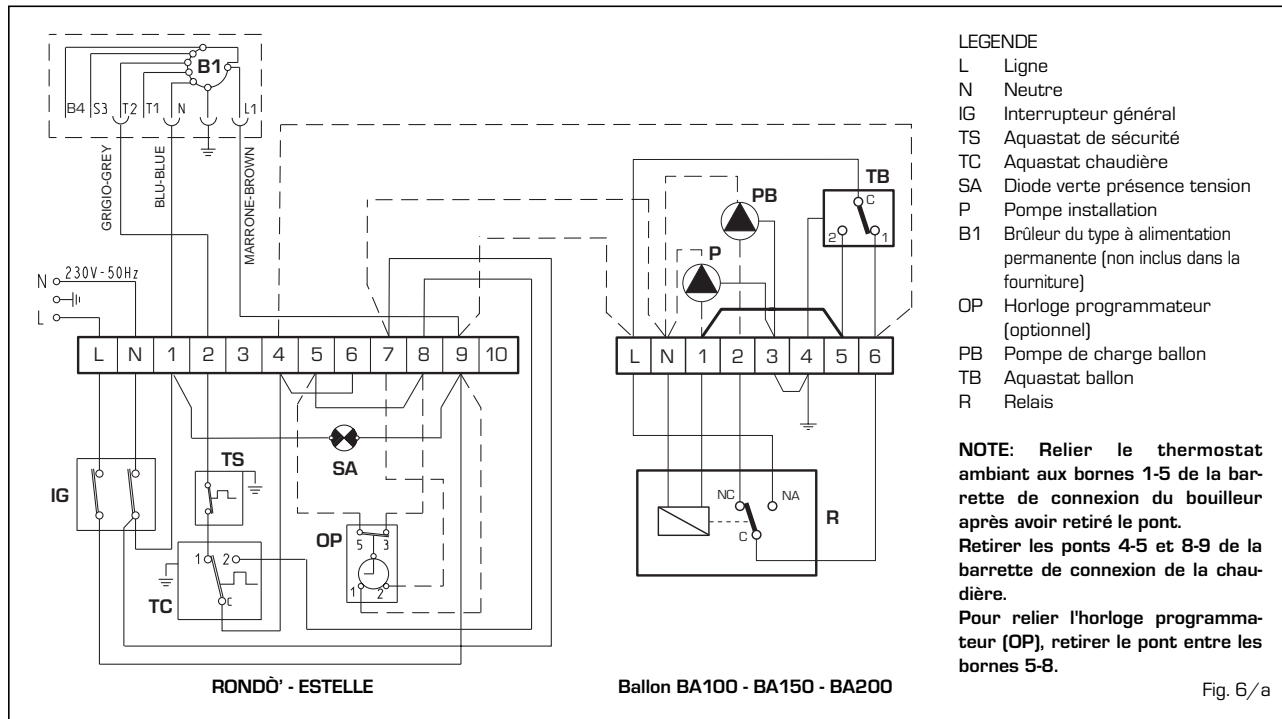 B1
B4 S3 T2 T1 N L1
GRIGIO-GREY
BLU-BLUE
MARRONE-BROWN
N 230V-50Hz
L
L N 1 2 3 4 5 6 7 8 9 10
IG
TS
SA
OP
5 3
1 2
TC
1 2
C
RONDÒ' - ESTELLE
PB
P
TB
C
2 1
L N 1 2 3 4 5 6
NC NA
C
R
Ballon BA100 - BA150 - BA200
LEGENDE
L Ligne
N Neutre
IG Interrupteur général
TS Aquastat de sécurité
TC Aquastat chaudière
SA Diode verte présence tension
P Pompe installation
B1 Brûleur du type à alimentation
permanente (non inclus dans la
fourniture)
OP Horloge programmateur
(optionnel)
PB Pompe de charge ballon
TB Aquastat ballon
R Relais
NOTE: Relier le thermostat
ambiant aux bornes 1-5 de la bar-
rette de connexion du bouilleur
après avoir retiré le pont.
Retirer les ponts 4-5 et 8-9 de la
barrette de connexion de la chau-
dière.
Pour relier l'horloge programma-
teur (OP), retirer le pont entre les
bornes 5-8.
Fig. 6/a